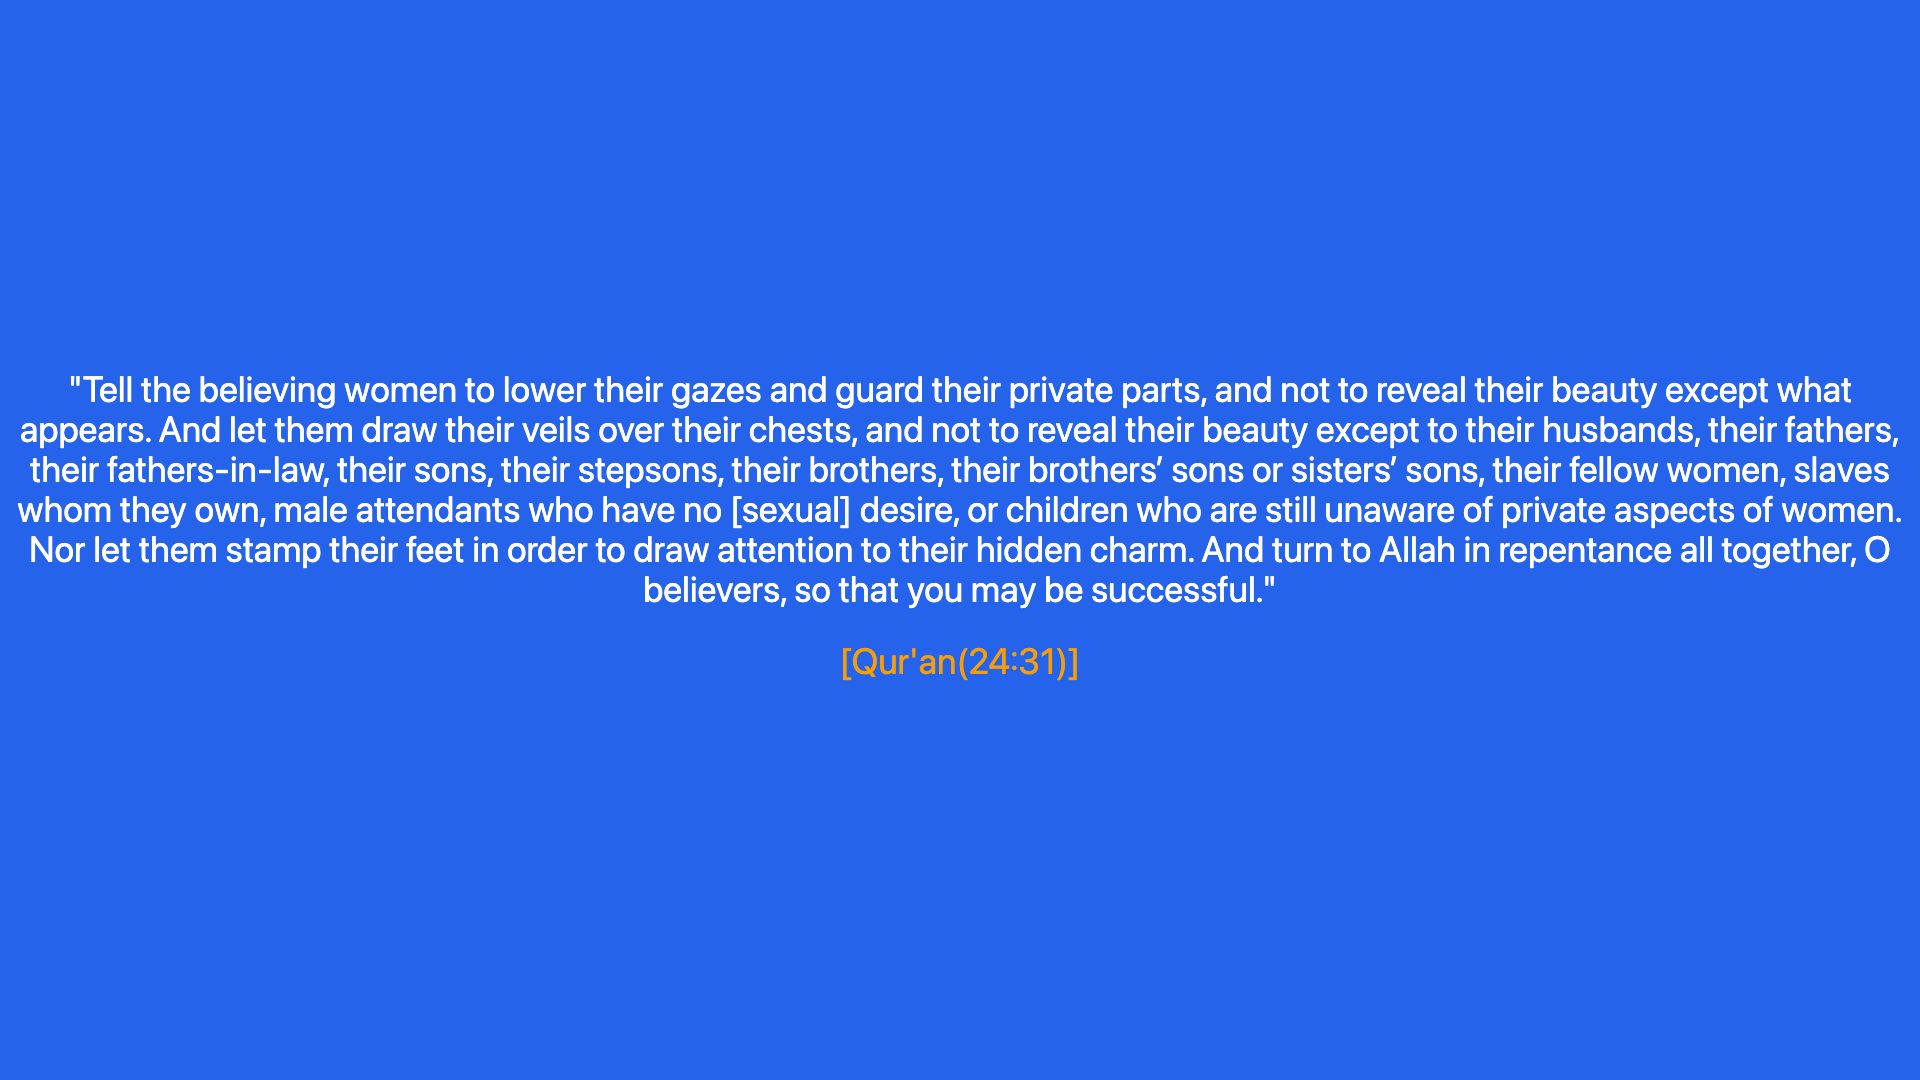 "Tell the believing women to lower their gazes and guard their private parts, and not to reveal their beauty except what
appears. And let them draw their veils over their chests, and not to reveal their beauty except to their husbands, their fathers,
their fathers-in-law, their sons, their stepsons, their brothers, their brothers’ sons or sisters’ sons, their fellow women, slaves
whom they own, male attendants who have no [sexual] desire, or children who are still unaware of private aspects of women.
Nor let them stamp their feet in order to draw attention to their hidden charm. And turn to Allah in repentance all together, O
believers, so that you may be successful."
[Qur'an(24:31)]